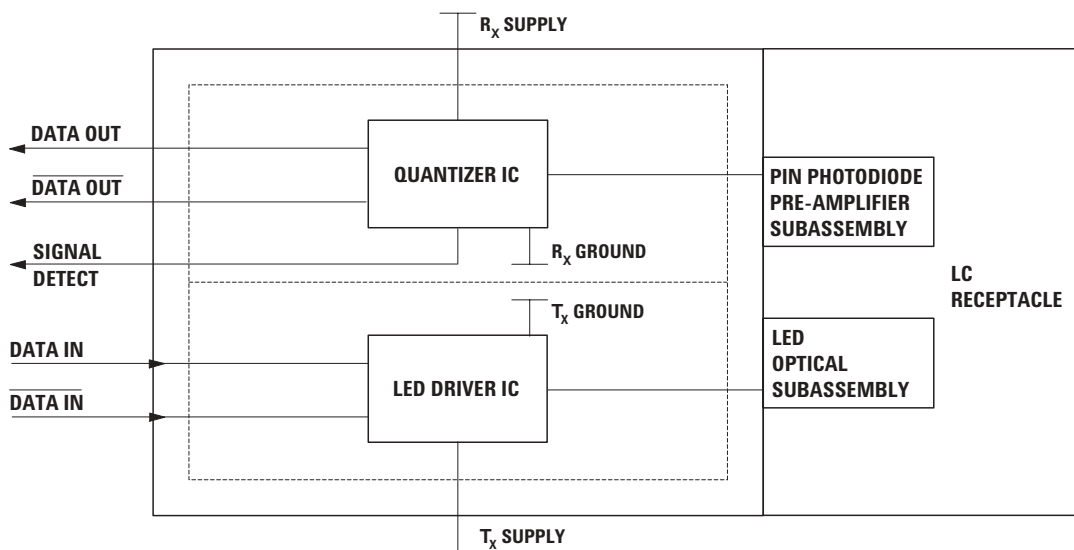 Rx SUPPLY
DATA OUT
QUANTIZER IC
DATA OUT
PIN PHOTODIODE
PRE-AMPLIFIER
SUBASSEMBLY
SIGNAL
DETECT
Rx GROUND
LC
RECEPTACLE
Tx GROUND
DATA IN
LED DRIVER IC
DATA IN
LED
OPTICAL
SUBASSEMBLY
Tx SUPPLY